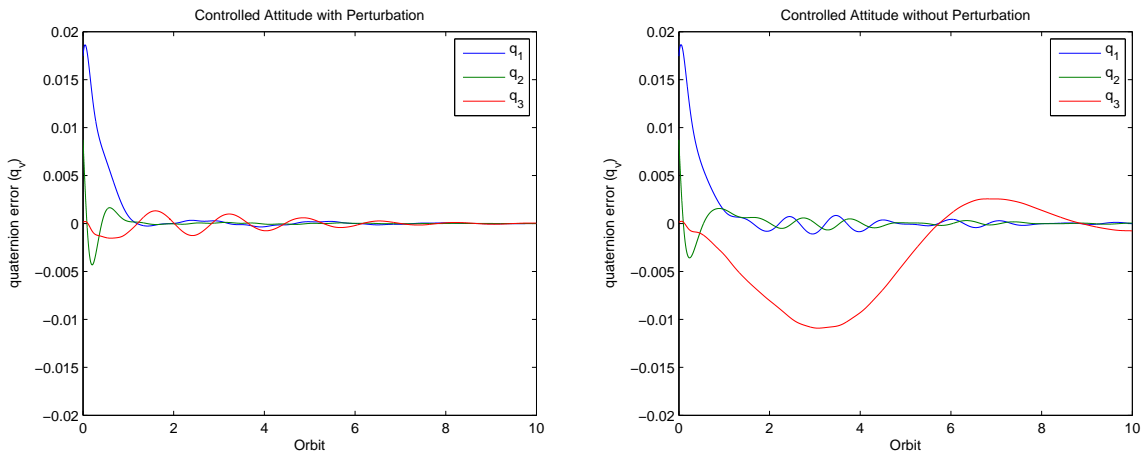 Controlled Attitude with Perturbation
0.02
0.015
0.01
0.005
0
−0.005
−0.01
−0.015
−0.02
quaternion error (q_v)
0 2 4 6 8 10
Orbit
q_1
q_2
q_3
Controlled Attitude without Perturbation
0.02
0.015
0.01
0.005
0
−0.005
−0.01
−0.015
−0.02
quaternion error (q_v)
0 2 4 6 8 10
Orbit
q_1
q_2
q_3